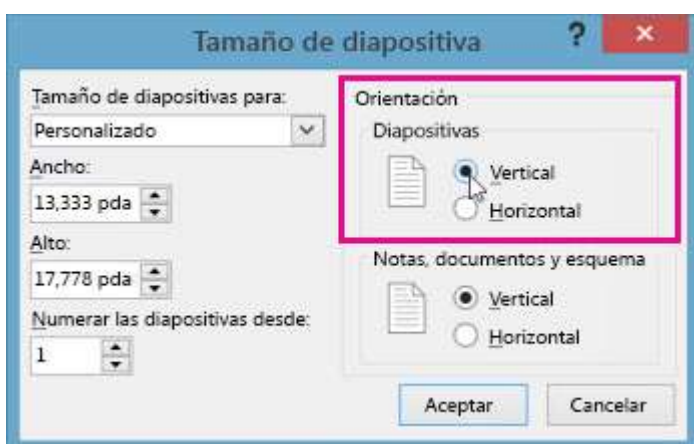 Tamaño de diapositiva
?
Tamaño de diapositivas para:
Personalizado
Ancho:
13,333 pda
Alto:
17,778 pda
Numerar las diapositivas desde:
1
Orientación
Diapositivas
Vertical
Horizontal
Notas, documentos y esquema
Vertical
Horizontal
Aceptar
Cancelar